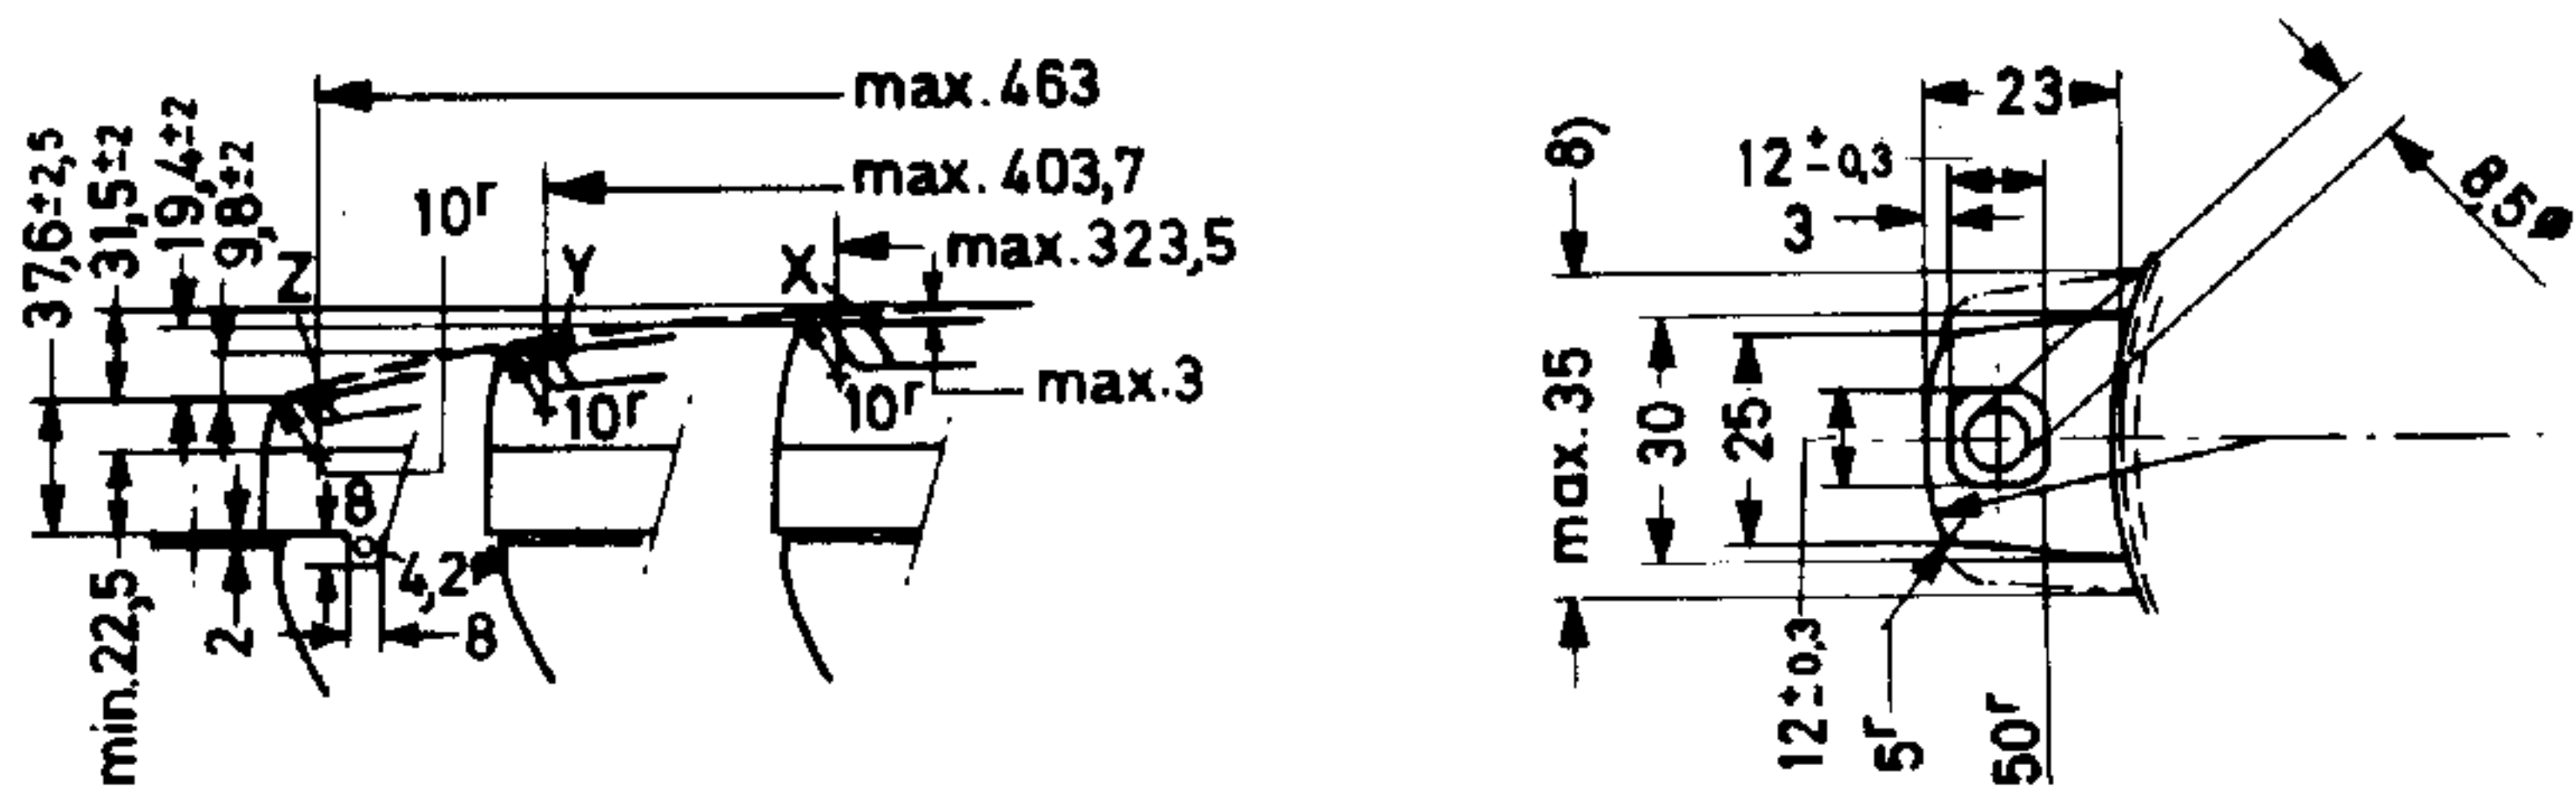 max.463
max.403,7
max.323,5
max.3
37,6±2,5
31,5±2
19,4±2
9,8±2
10r
Z
Y
X
10r
10r
8
4,2
8
2
min.22,5
23
12±0,3
3
8)
8,5ø
max.35
30
25
12±0,3
5r
50r